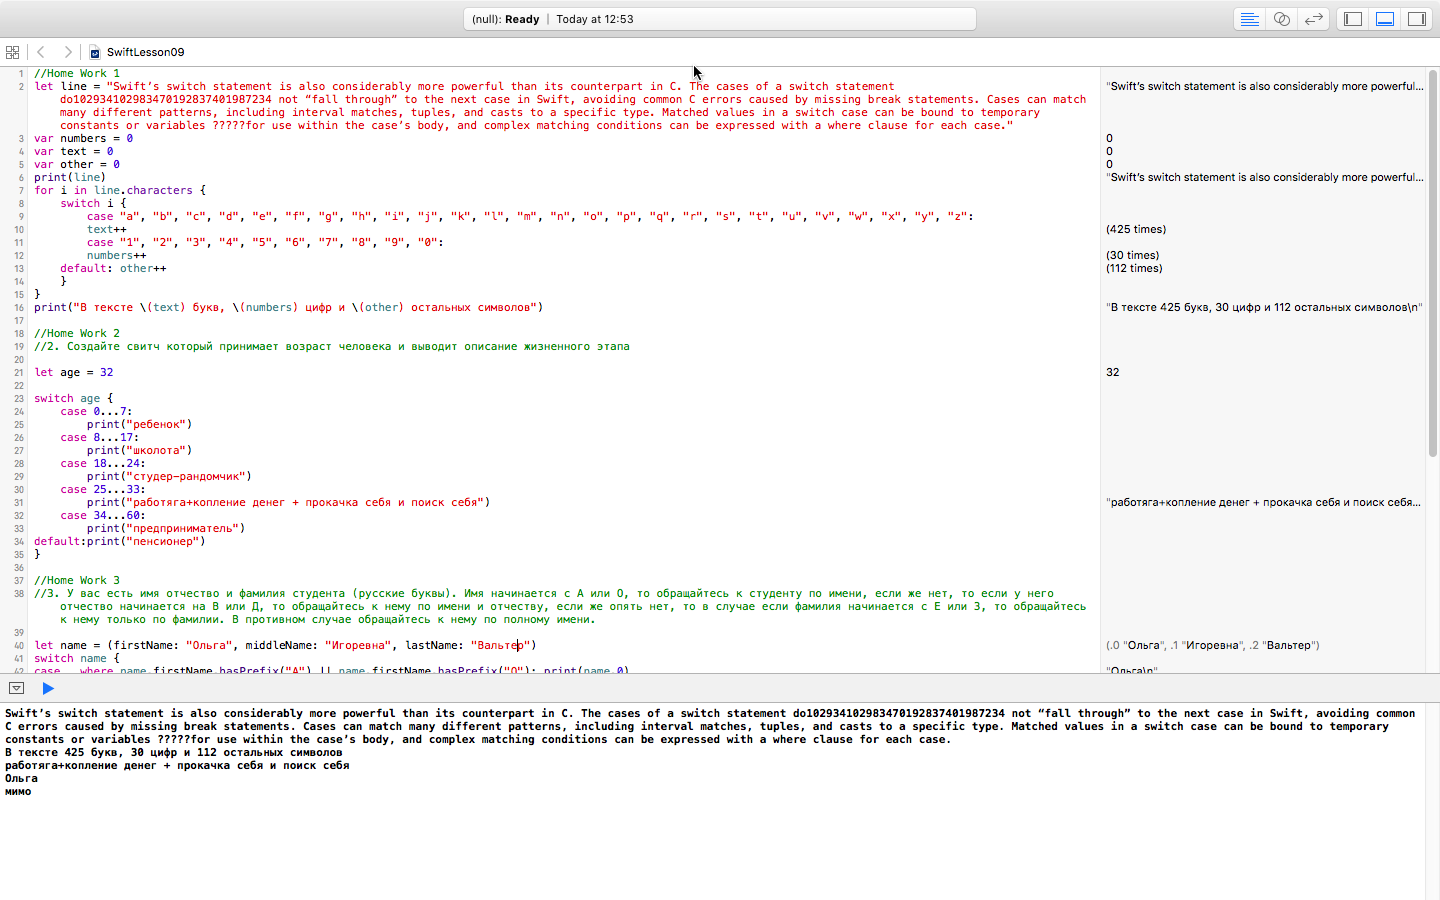 (null): Ready | Today at 12:53
SwiftLesson09
1 //Home Work 1
2 let line = "Swift’s switch statement is also considerably more powerful than its counterpart in C. The cases of a switch statement
do102934102983470192837401987234 not “fall through” to the next case in Swift, avoiding common C errors caused by missing break statements. Cases can match
many different patterns, including interval matches, tuples, and casts to a specific type. Matched values in a switch case can be bound to temporary
constants or variables ?????for use within the case’s body, and complex matching conditions can be expressed with a where clause for each case."
"Swift’s switch statement is also considerably more powerful...
3 var numbers = 0
0
4 var text = 0
0
5 var other = 0
0
6 print(line)
"Swift’s switch statement is also considerably more powerful...
7 for i in line.characters {
8 switch i {
9 case "a", "b", "c", "d", "e", "f", "g", "h", "i", "j", "k", "l", "m", "n", "o", "p", "q", "r", "s", "t", "u", "v", "w", "x", "y", "z":
10 text++
(425 times)
11 case "1", "2", "3", "4", "5", "6", "7", "8", "9", "0":
12 numbers++
(30 times)
13 default: other++
(112 times)
14 }
15 }
16 print("В тексте \(text) букв, \(numbers) цифр и \(other) остальных символов")
"В тексте 425 букв, 30 цифр и 112 остальных символов\n"
17
18 //Home Work 2
19 //2. Создайте свитч который принимает возраст человека и выводит описание жизненного этапа
20
21 let age = 32
32
22
23 switch age {
24 case 0...7:
25 print("ребенок")
26 case 8...17:
27 print("школота")
28 case 18...24:
29 print("студер-рандомчик")
30 case 25...33:
31 print("работяга+копление денег + прокачка себя и поиск себя")
"работяга+копление денег + прокачка себя и поиск себя...
32 case 34...60:
33 print("предприниматель")
34 default:print("пенсионер")
35 }
36
37 //Home Work 3
38 //3. У вас есть имя отчество и фамилия студента (русские буквы). Имя начинается с А или О, то обращайтесь к студенту по имени, если же нет, то если у него
отчество начинается на В или Д, то обращайтесь к нему по имени и отчеству, если же опять нет, то в случае если фамилия начинается с Е или З, то обращайтесь
к нему только по фамилии. В противном случае обращайтесь к нему по полному имени.
39
40 let name = (firstName: "Ольга", middleName: "Игоревна", lastName: "Вальтер")
(.0 "Ольга", .1 "Игоревна", .2 "Вальтер")
41 switch name {
42 case _ where name.firstName.hasPrefix("А") || name.firstName.hasPrefix("О"): print(name.0)
"Ольга\n"
Swift’s switch statement is also considerably more powerful than its counterpart in C. The cases of a switch statement do102934102983470192837401987234 not “fall through” to the next case in Swift, avoiding common
C errors caused by missing break statements. Cases can match many different patterns, including interval matches, tuples, and casts to a specific type. Matched values in a switch case can be bound to temporary
constants or variables ?????for use within the case’s body, and complex matching conditions can be expressed with a where clause for each case.
В тексте 425 букв, 30 цифр и 112 остальных символов
работяга+копление денег + прокачка себя и поиск себя
Ольга
мимо